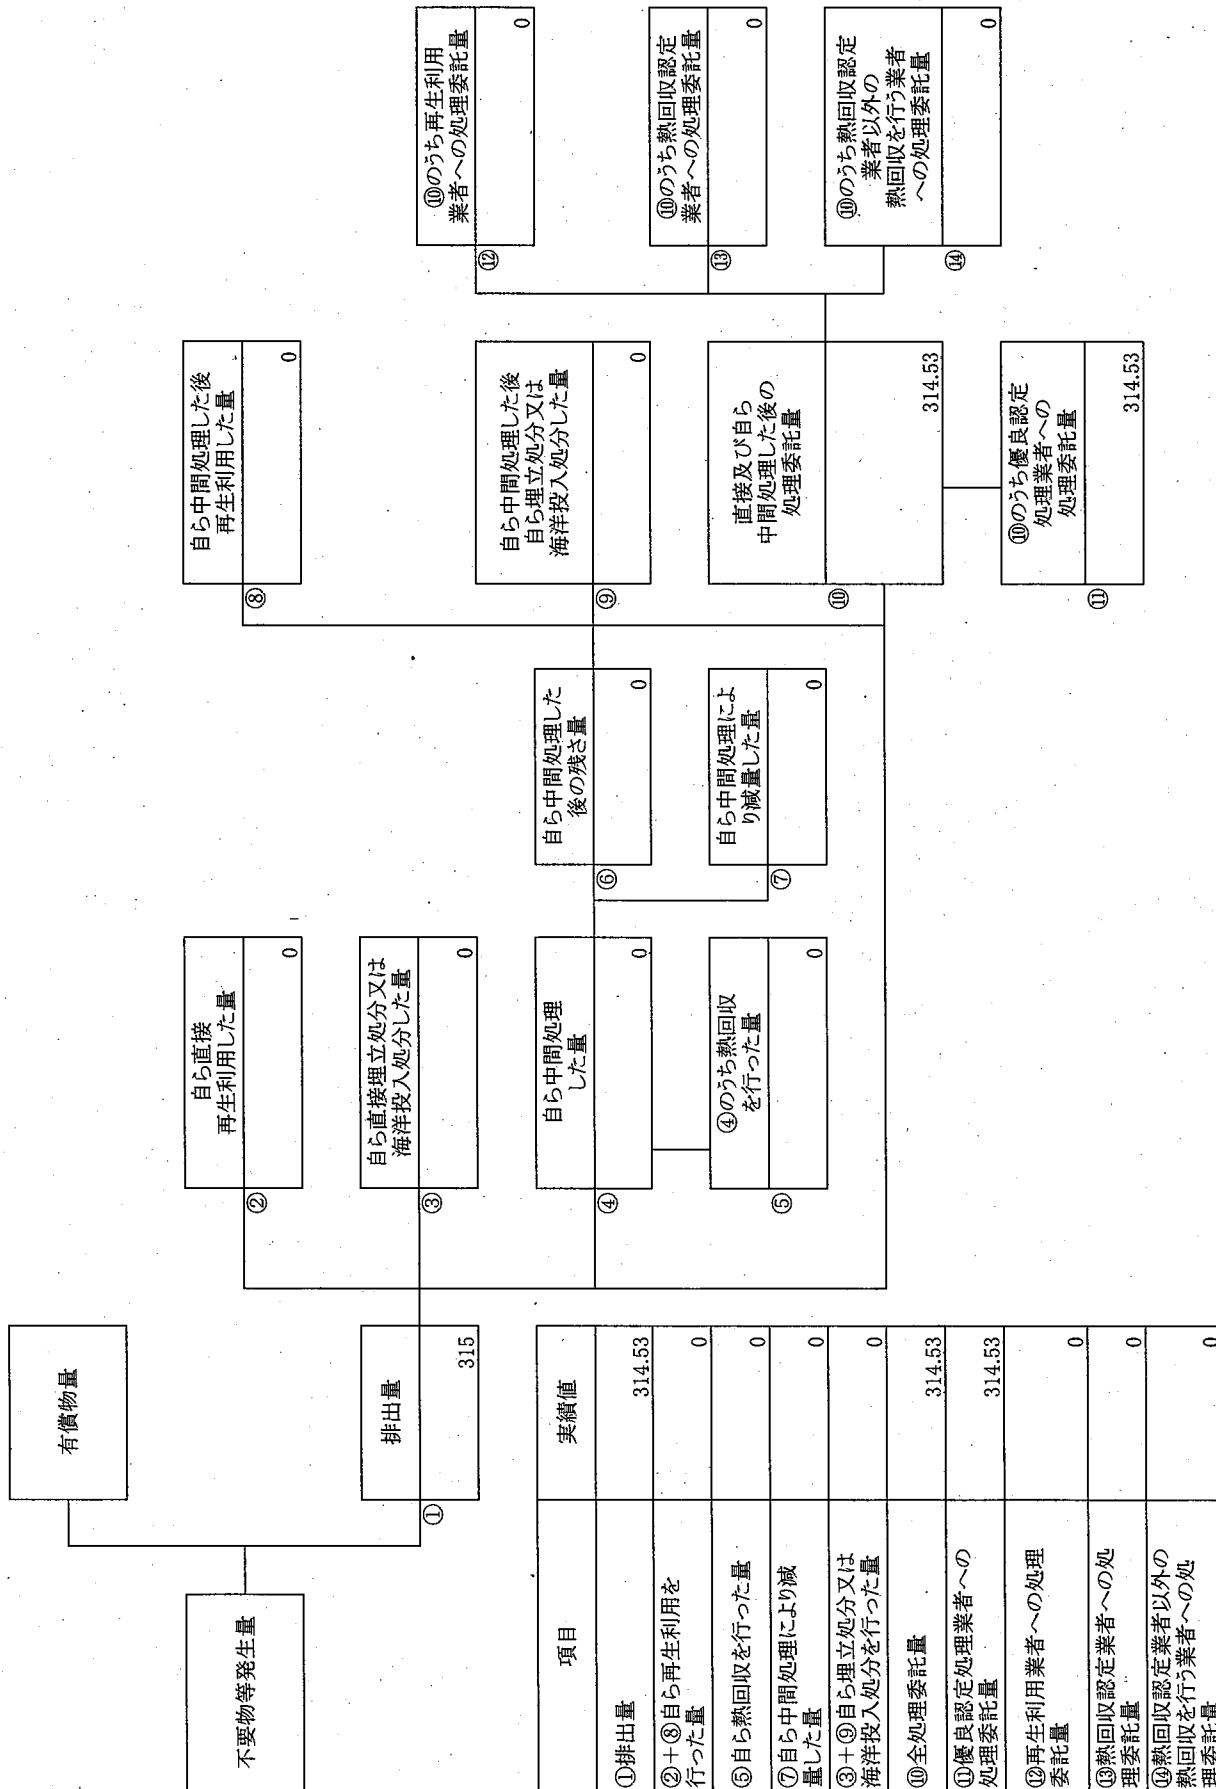 不要物等発生量
有償物量
①
排出量
315
②
自ら直接
再生利用した量
0
③
自ら直接埋立処分又は
海洋投入処分した量
0
④
自ら中間処理
した量
0
⑤
④のうち熱回収
を行った量
0
⑥
自ら中間処理した
後の残さ量
0
⑦
自ら中間処理によ
り減量した量
0
⑧
自ら中間処理した後
再生利用した量
0
⑨
自ら中間処理した後
自ら埋立処分又は
海洋投入処分した量
0
⑩
直接及び自ら
中間処理した後の
処理委託量
314.53
⑪
⑩のうち優良認定
処理業者への
処理委託量
314.53
⑫
⑩のうち再生利用
業者への処理委託量
0
⑬
⑩のうち熱回収認定
業者への処理委託量
0
⑭
⑩のうち熱回収認定
業者以外の
熱回収を行う業者
への処理委託量
0
項目 実績値
①排出量 314.53
②+⑧自ら再生利用を
行った量 0
⑤自ら熱回収を行った量 0
⑦自ら中間処理により減
量した量 0
③+⑨自ら埋立処分又は
海洋投入処分を行った量 0
⑩全処理委託量 314.53
⑪優良認定処理業者への
処理委託量 314.53
⑫再生利用業者への処理
委託量 0
⑬熱回収認定業者への処
理委託量 0
⑭熱回収認定業者以外の
熱回収を行う業者への処
理委託量 0